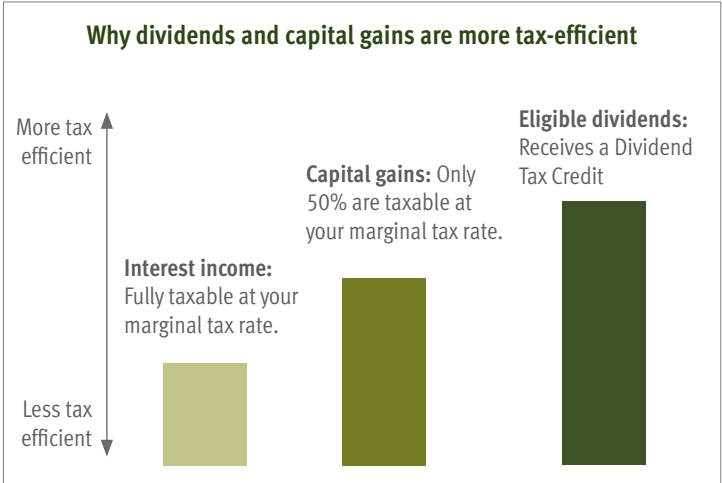 Why dividends and capital gains are more tax-efficient
More tax
efficient
Eligible dividends:
Receives a Dividend
Tax Credit
Capital gains: Only
50% are taxable at
your marginal tax rate.
Interest income:
Fully taxable at your
marginal tax rate.
Less tax
efficient